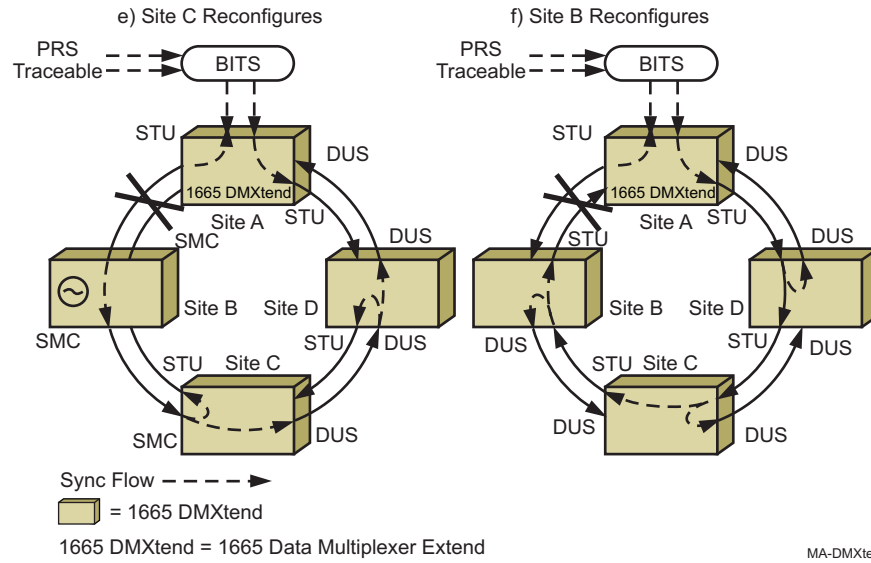 e) Site C Reconfigures
PRS
Traceable
BITS
STU
DUS
1665 DMXtend
STU
Site A
SMC
DUS
Site B
Site D
SMC
STU
DUS
STU
Site C
SMC
DUS
f) Site B Reconfigures
PRS
Traceable
BITS
STU
DUS
1665 DMXtend
STU
Site A
STU
DUS
Site B
Site D
DUS
STU
DUS
STU
Site C
DUS
DUS
Sync Flow
= 1665 DMXtend
1665 DMXtend = 1665 Data Multiplexer Extend
MA-DMXte